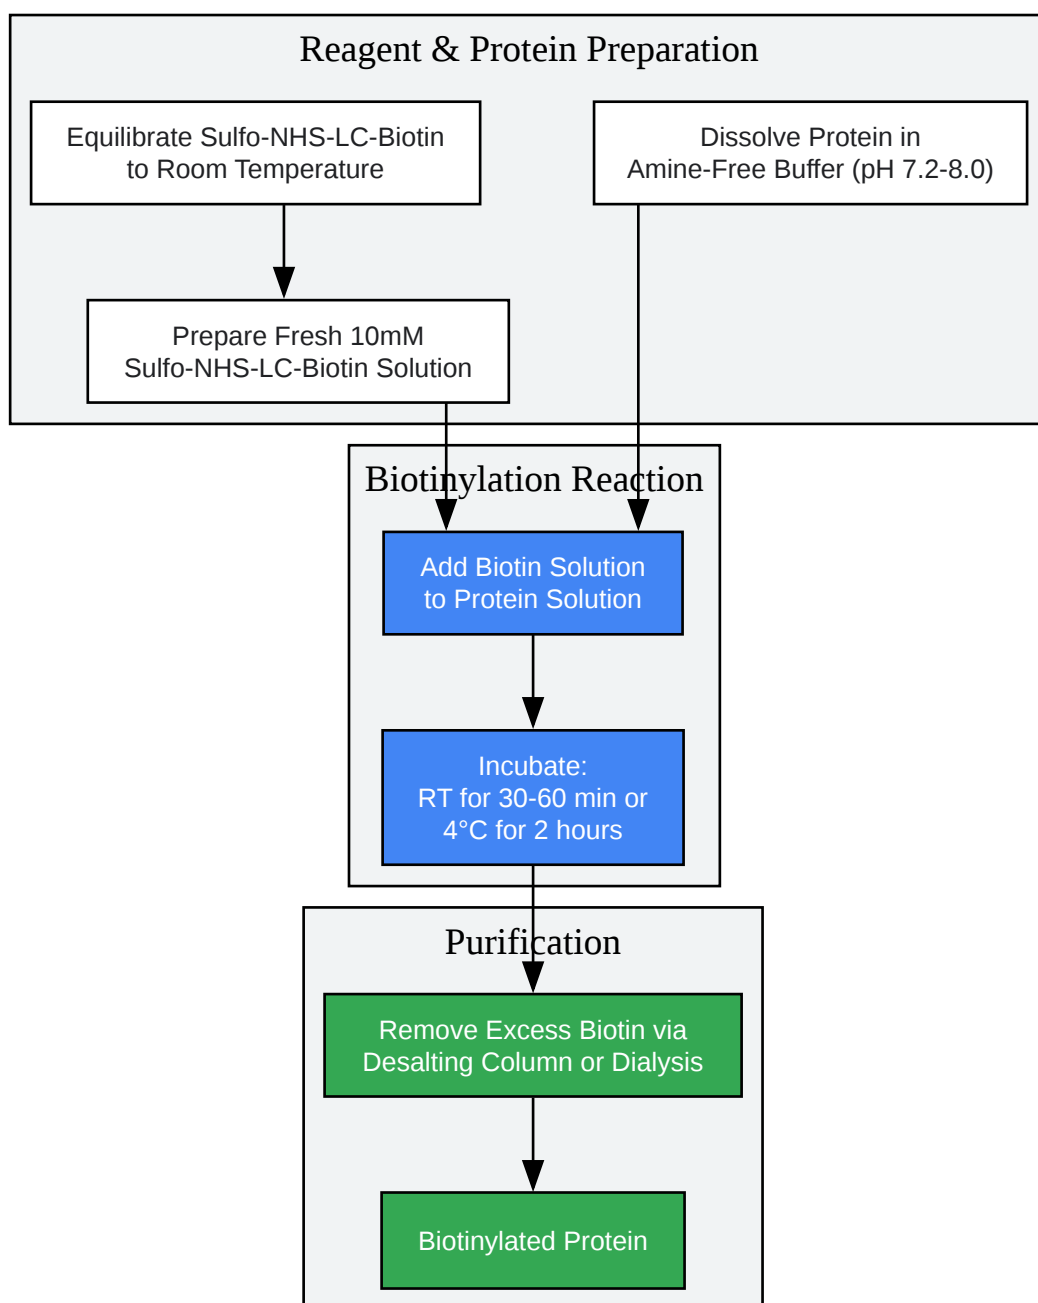 Reagent & Protein Preparation
Equilibrate Sulfo-NHS-LC-Biotin
to Room Temperature
Dissolve Protein in
Amine-Free Buffer (pH 7.2-8.0)
Prepare Fresh 10mM
Sulfo-NHS-LC-Biotin Solution
Biotinylation Reaction
Add Biotin Solution
to Protein Solution
Incubate:
RT for 30-60 min or
4°C for 2 hours
Purification
Remove Excess Biotin via
Desalting Column or Dialysis
Biotinylated Protein